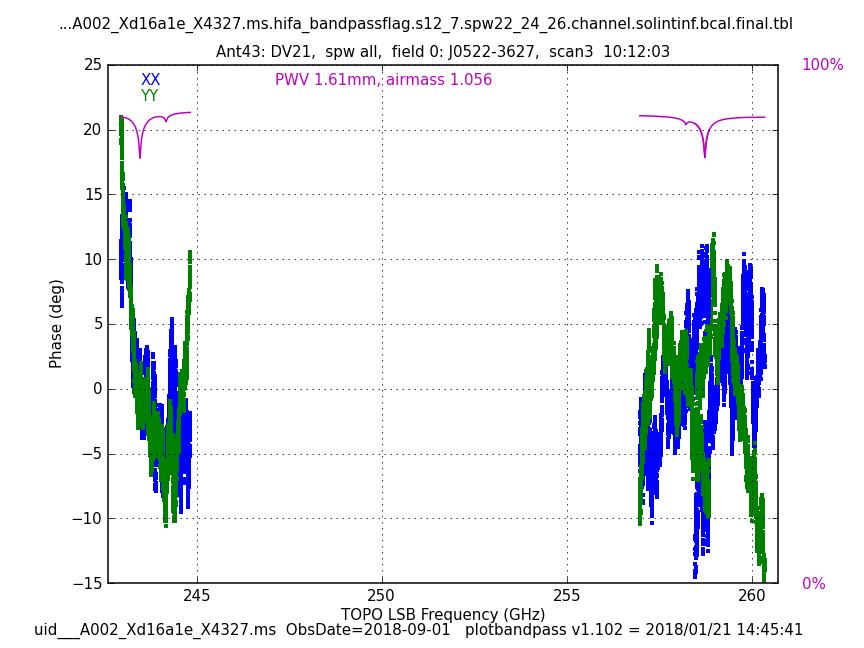 ...A002_Xd16a1e_X4327.ms.hifa_bandpassflag.s12_7.spw22_24_26.channel.solintinf.bcal.final.tbl
Ant43: DV21,  spw all,  field 0: J0522-3627,  scan3  10:12:03
25 XX PWV 1.61mm, airmass 1.056 100%
YY
20
15
10
5
0
−5
−10
−15 0%
Phase (deg)
245 250 255 260
TOPO LSB Frequency (GHz)
uid___A002_Xd16a1e_X4327.ms  ObsDate=2018-09-01   plotbandpass v1.102 = 2018/01/21 14:45:41